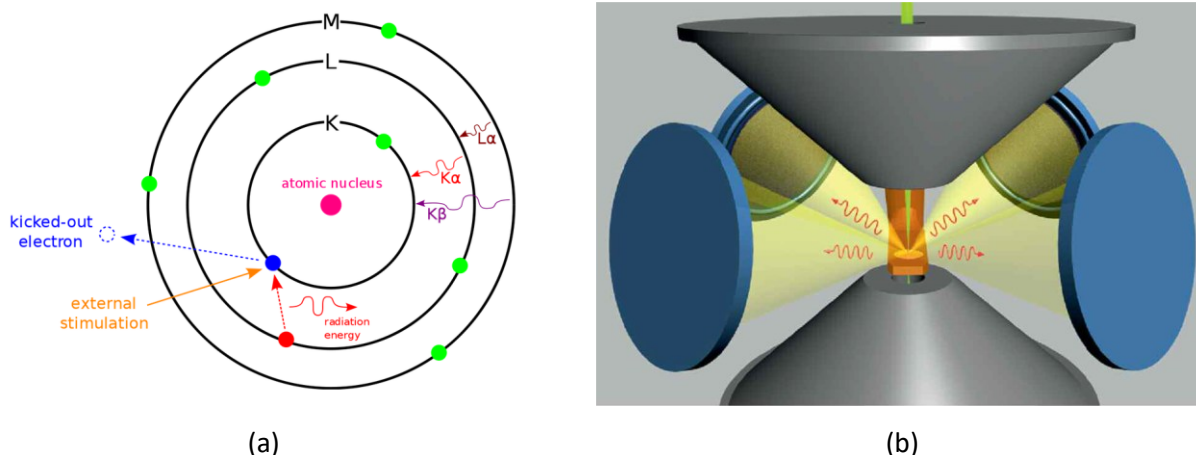 M
L
K
Lα
Kα
atomic nucleus
Kβ
kicked-out
electron
external
stimulation
radiation
energy
(a)
(b)